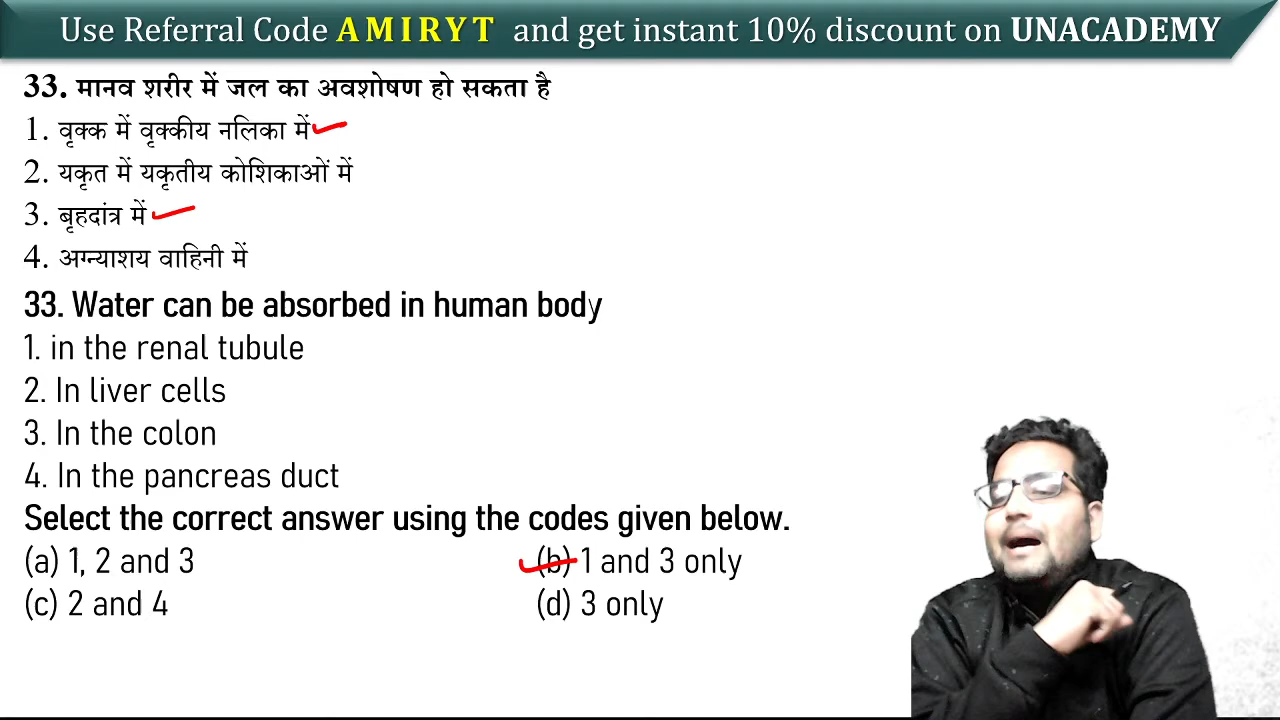 Use Referral Code AMIRYT and get instant 10% discount on UNACADEMY
33. मानव शरीर में जल का अवशोषण हो सकता है
1. वृक्क में वृक्कीय नलिका में
2. यकृत में यकृतीय कोशिकाओं में
3. बृहदांत्र में
4. अग्न्याशय वाहिनी में
33. Water can be absorbed in human body
1. in the renal tubule
2. In liver cells
3. In the colon
4. In the pancreas duct
Select the correct answer using the codes given below.
(a) 1, 2 and 3 (b) 1 and 3 only
(c) 2 and 4 (d) 3 only